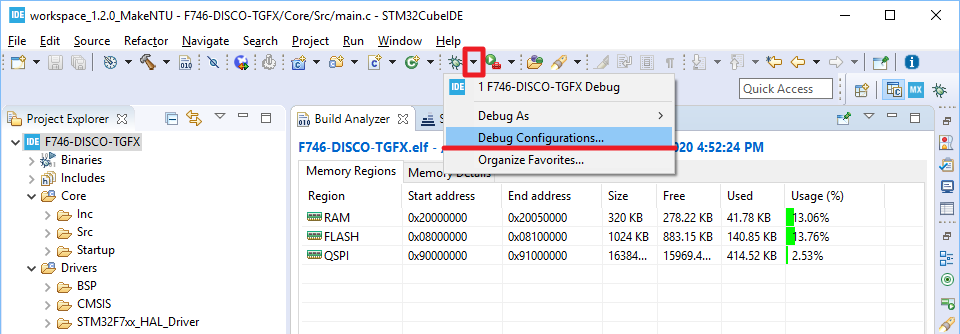 IDE workspace_1.2.0_MakeNTU - F746-DISCO-TGFX/Core/Src/main.c - STM32CubeIDE
File Edit Source Refactor Navigate Search Project Run Window Help
IDE 1 F746-DISCO-TGFX Debug
Debug As
Debug Configurations...
Organize Favorites...
Quick Access
MX
Project Explorer
IDE F746-DISCO-TGFX
Binaries
Includes
Core
Inc
Src
Startup
Drivers
BSP
CMSIS
STM32F7xx_HAL_Driver
Build Analyzer
F746-DISCO-TGFX.elf - 020 4:52:24 PM
Memory Regions Memory Details
Region Start address End address Size Free Used Usage (%)
RAM 0x20000000 0x20050000 320 KB 278.22 KB 41.78 KB 13.06%
FLASH 0x08000000 0x08100000 1024 KB 883.15 KB 140.85 KB 13.76%
QSPI 0x90000000 0x91000000 16384... 15969.4... 414.52 KB 2.53%